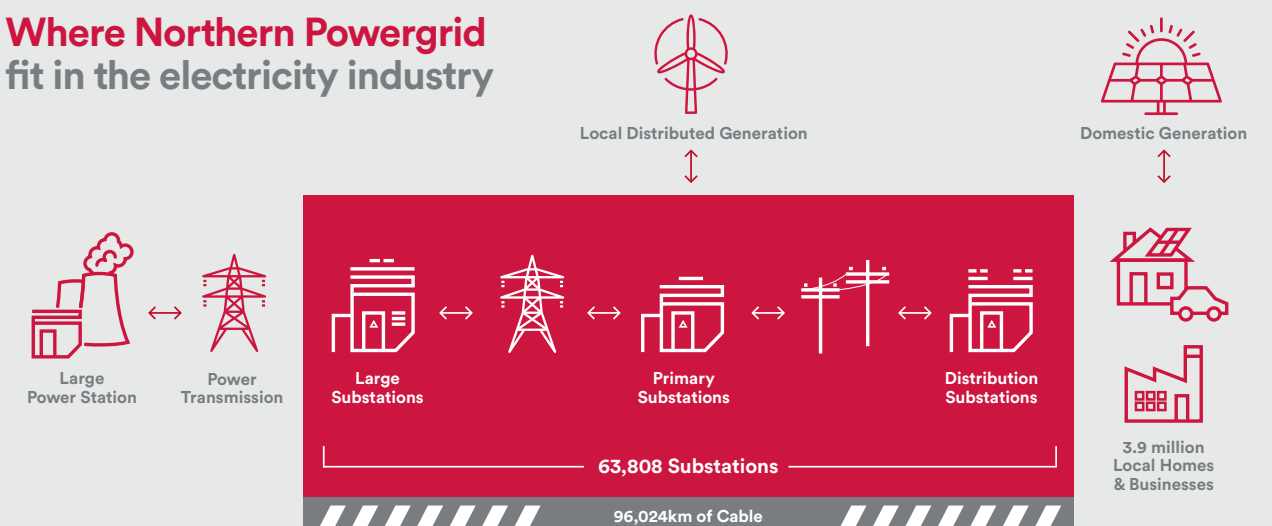 Where Northern Powergrid
fit in the electricity industry
Local Distributed Generation
Domestic Generation
Large
Power Station
Power
Transmission
Large
Substations
Primary
Substations
Distribution
Substations
63,808 Substations
3.9 million
Local Homes
& Businesses
96,024km of Cable